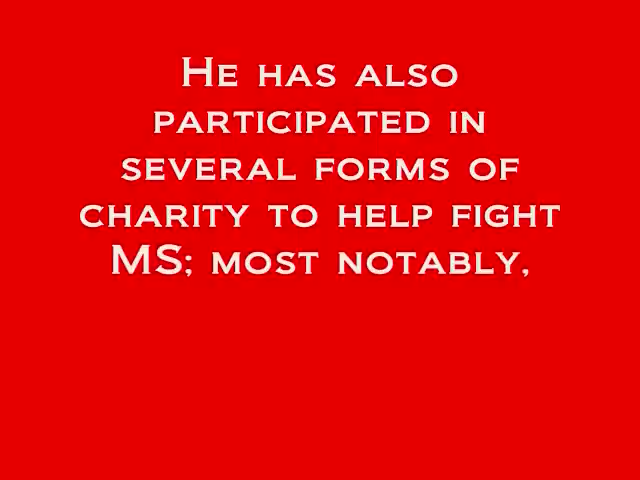 He has also
participated in
several forms of
charity to help fight
MS; most notably,